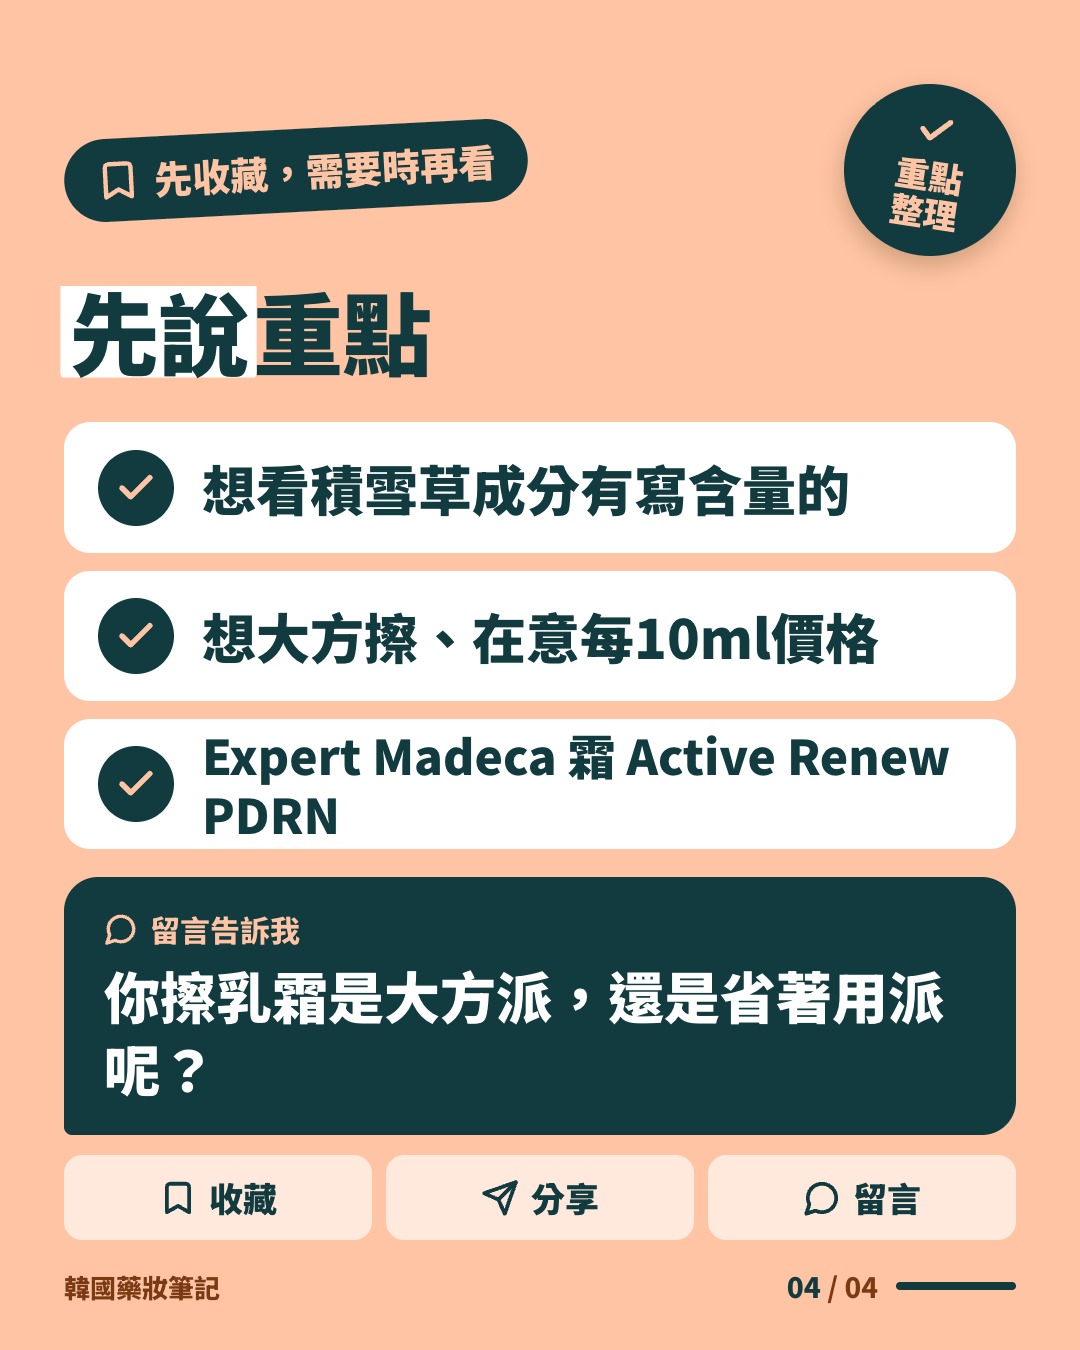 先收藏，需要時再看
重點
整理
先說重點
想看積雪草成分有寫含量的
想大方擦、在意每10ml價格
Expert Madeca 霜 Active Renew
PDRN
留言告訴我
你擦乳霜是大方派，還是省著用派
呢？
收藏
分享
留言
韓國藥妝筆記
04 / 04